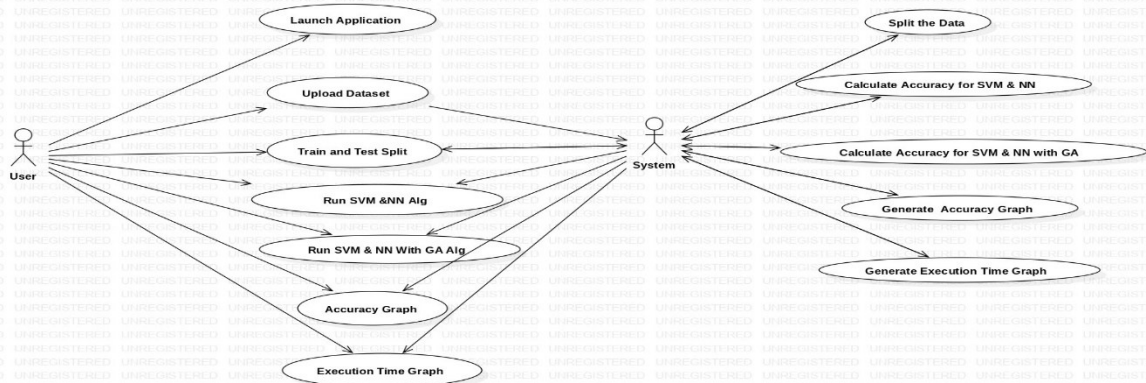 Launch Application
Split the Data
Upload Dataset
Calculate Accuracy for SVM & NN
User
Train and Test Split
System
Calculate Accuracy for SVM & NN with GA
Run SVM &NN Alg
Generate Accuracy Graph
Run SVM & NN With GA Alg
Generate Execution Time Graph
Accuracy Graph
Execution Time Graph
UNREGISTERED